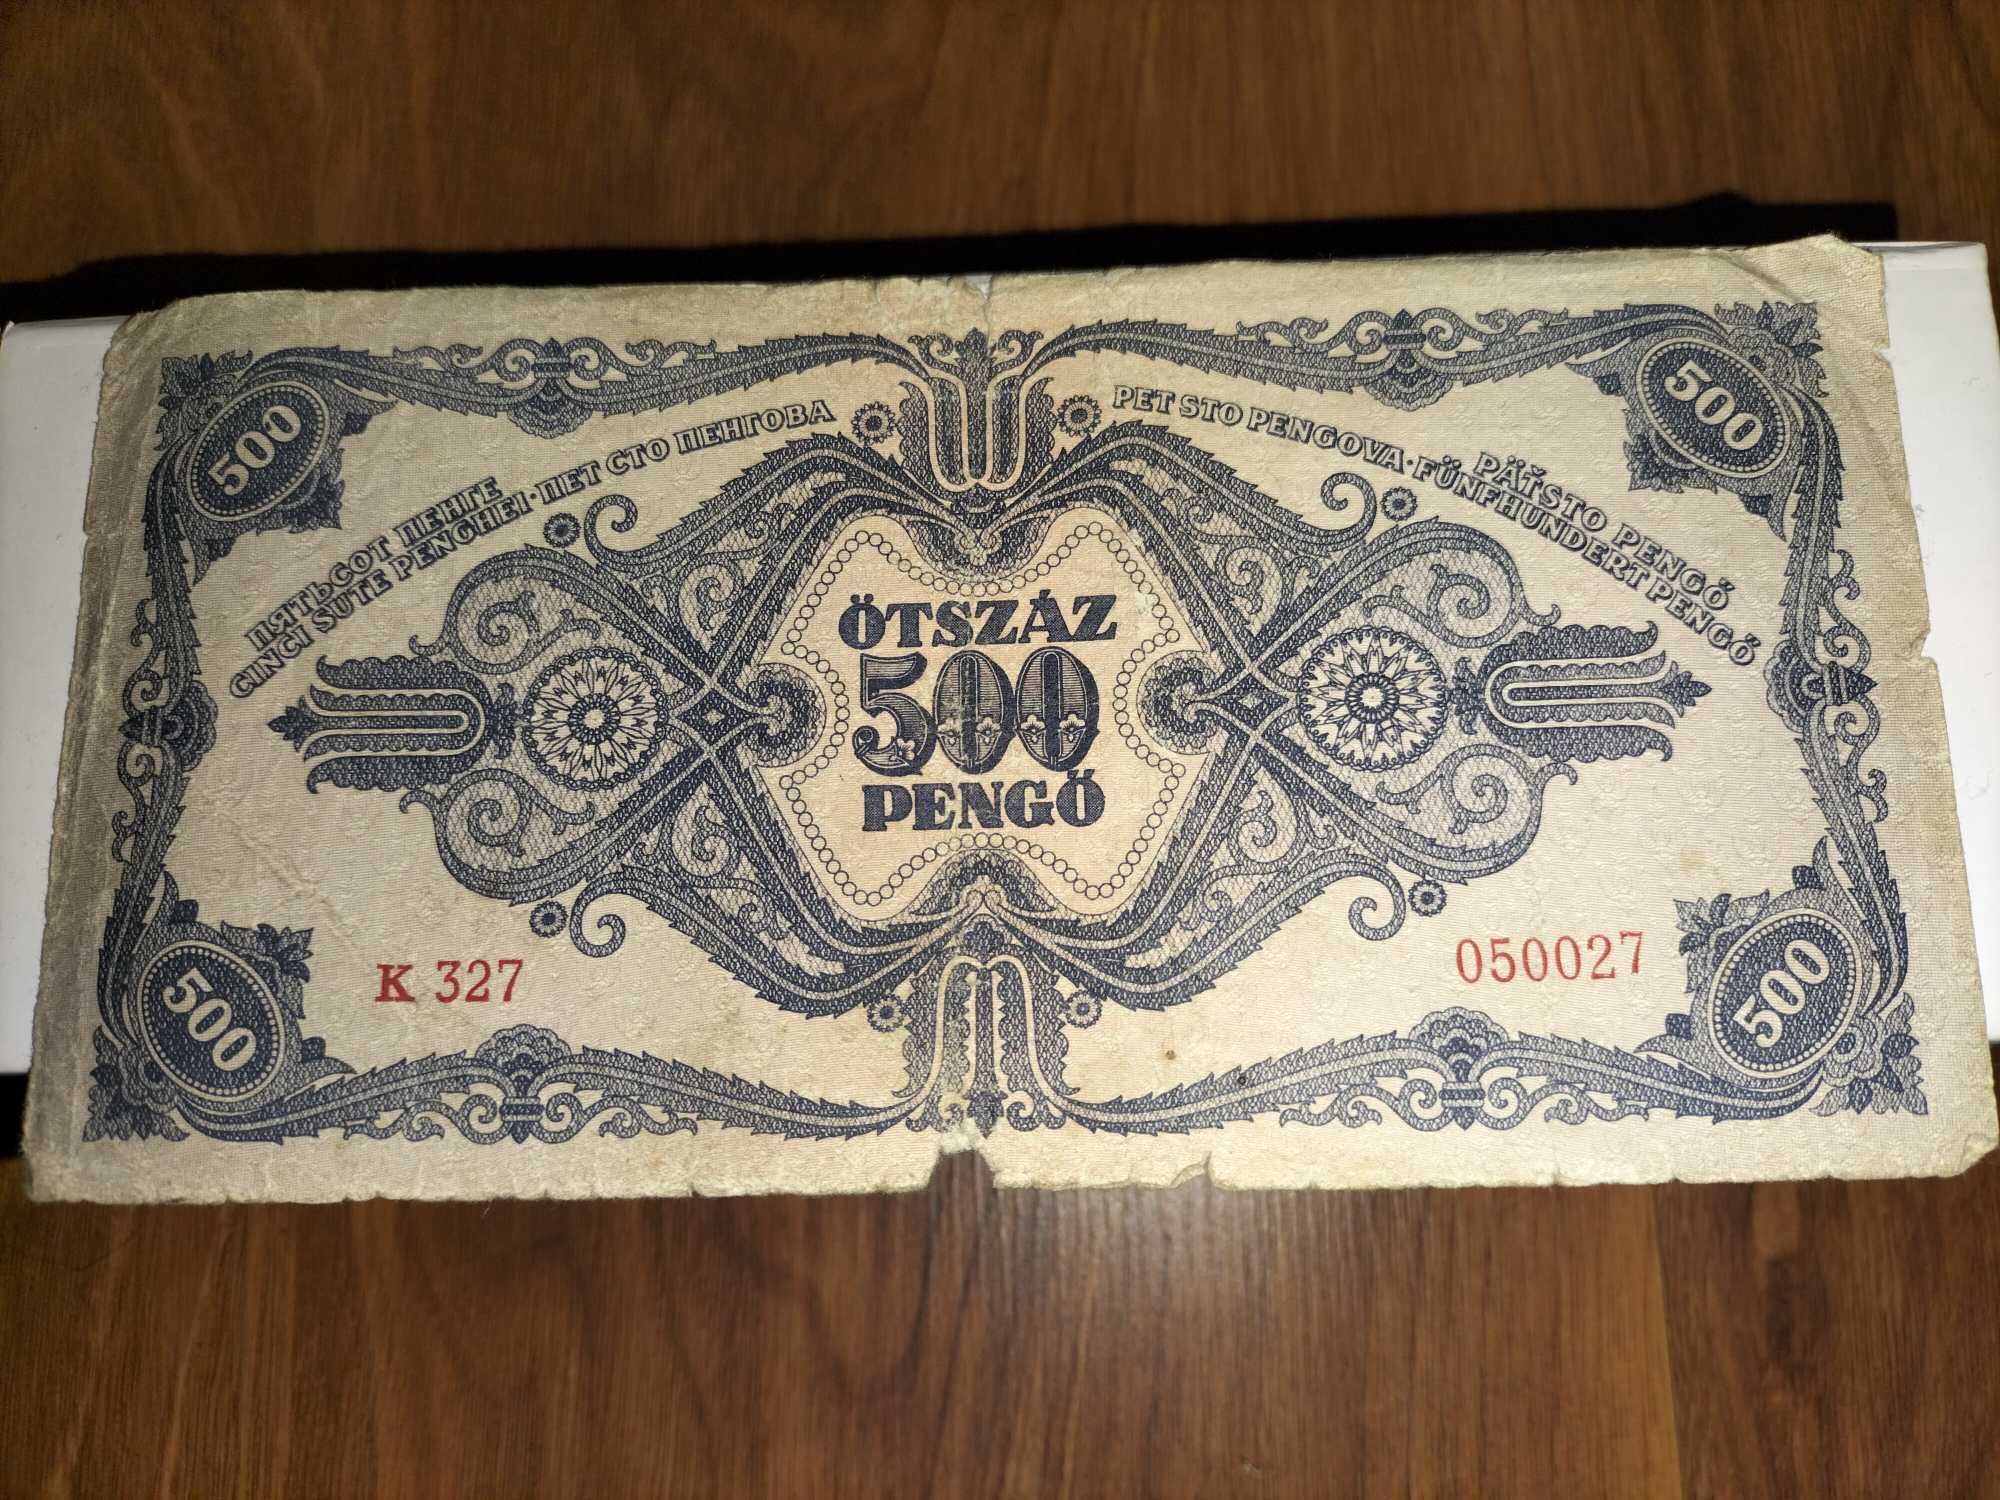 500
500
ПЯТЬСОТ ПЕНГЕ
CINCI SUTE PENGHEI · ПЕТ СТО ПЕНГОВА
PET STO PENGOVA · FÜNFHUNDERT PENGŐ
PÄŤSTO PENGŐ
ÖTSZÁZ
500
PENGŐ
K 327
050027
500
500